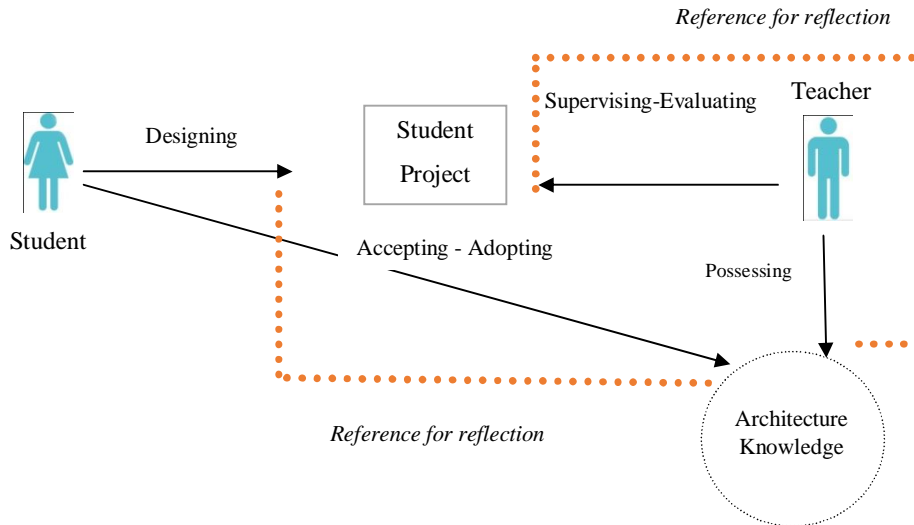 Reference for reflection
Teacher
Supervising-Evaluating
Designing
Student
Project
Student
Accepting - Adopting
Possessing
Architecture
Knowledge
Reference for reflection